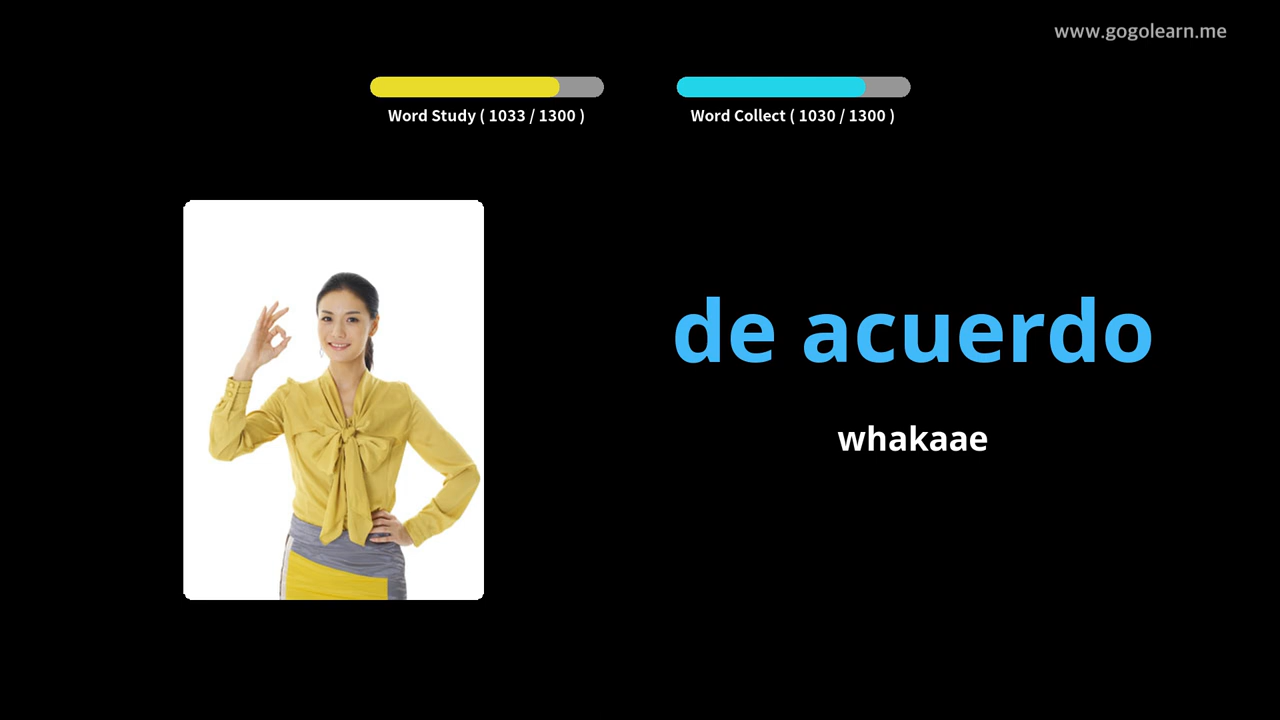 www.gogolearn.me
Word Study ( 1033 / 1300 )
Word Collect ( 1030 / 1300 )
de acuerdo
whakaae